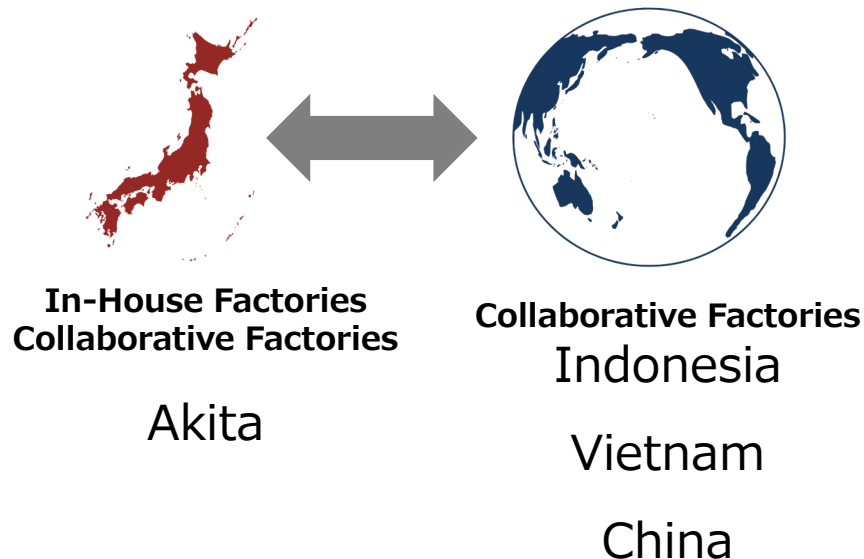 In-House Factories
Collaborative Factories
Akita
Collaborative Factories
Indonesia
Vietnam
China